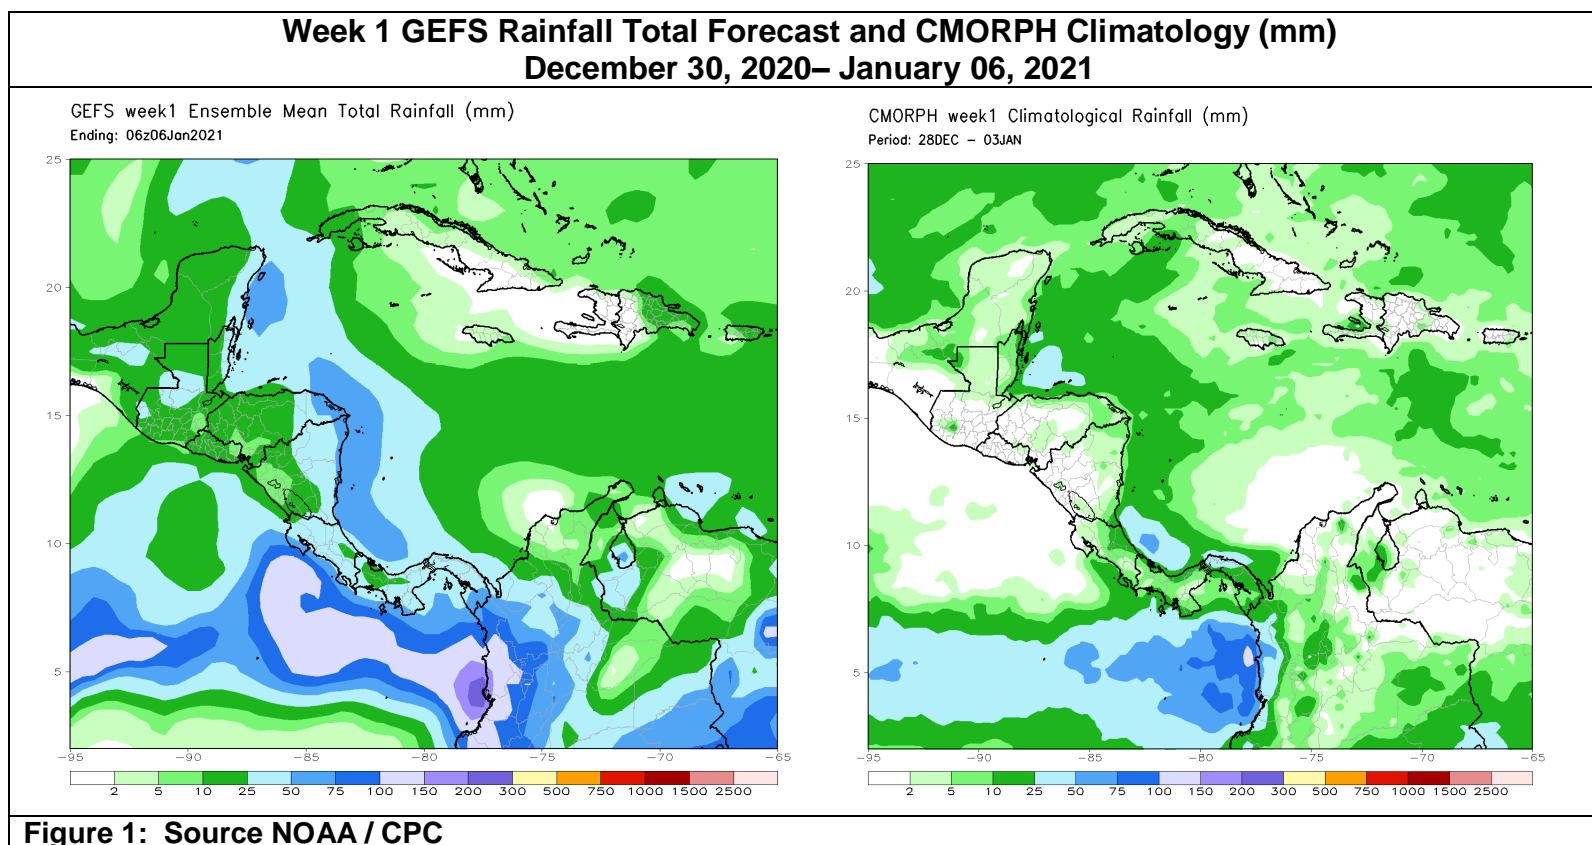 Week 1 GEFS Rainfall Total Forecast and CMORPH Climatology (mm)
December 30, 2020– January 06, 2021
GEFS week1 Ensemble Mean Total Rainfall (mm)
Ending: 06z06Jan2021
25
20
15
10
5
-95 -90 -85 -80 -75 -70 -65
2 5 10 25 50 75 100 150 200 300 500 750 1000 1500 2500
CMORPH week1 Climatological Rainfall (mm)
Period: 28DEC - 03JAN
25
20
15
10
5
-95 -90 -85 -80 -75 -70 -65
2 5 10 25 50 75 100 150 200 300 500 750 1000 1500 2500
Figure 1: Source NOAA / CPC